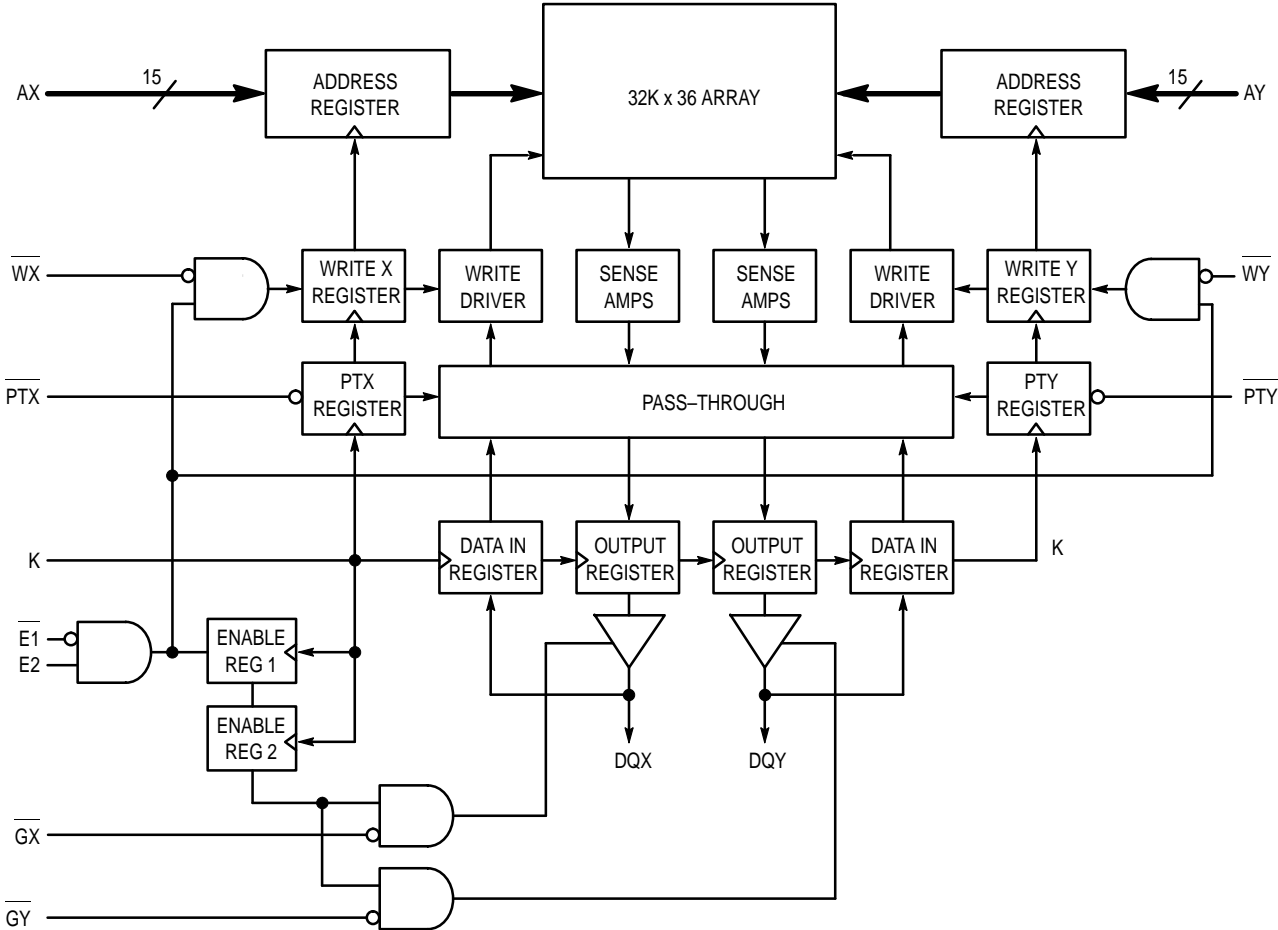 AX
15
ADDRESS
REGISTER
32K x 36 ARRAY
ADDRESS
REGISTER
15
AY
WX
WRITE X
REGISTER
WRITE
DRIVER
SENSE
AMPS
SENSE
AMPS
WRITE
DRIVER
WRITE Y
REGISTER
WY
PTX
PTX
REGISTER
PASS–THROUGH
PTY
REGISTER
PTY
K
DATA IN
REGISTER
OUTPUT
REGISTER
OUTPUT
REGISTER
DATA IN
REGISTER
K
E1
E2
ENABLE
REG 1
ENABLE
REG 2
DQX
DQY
GX
GY